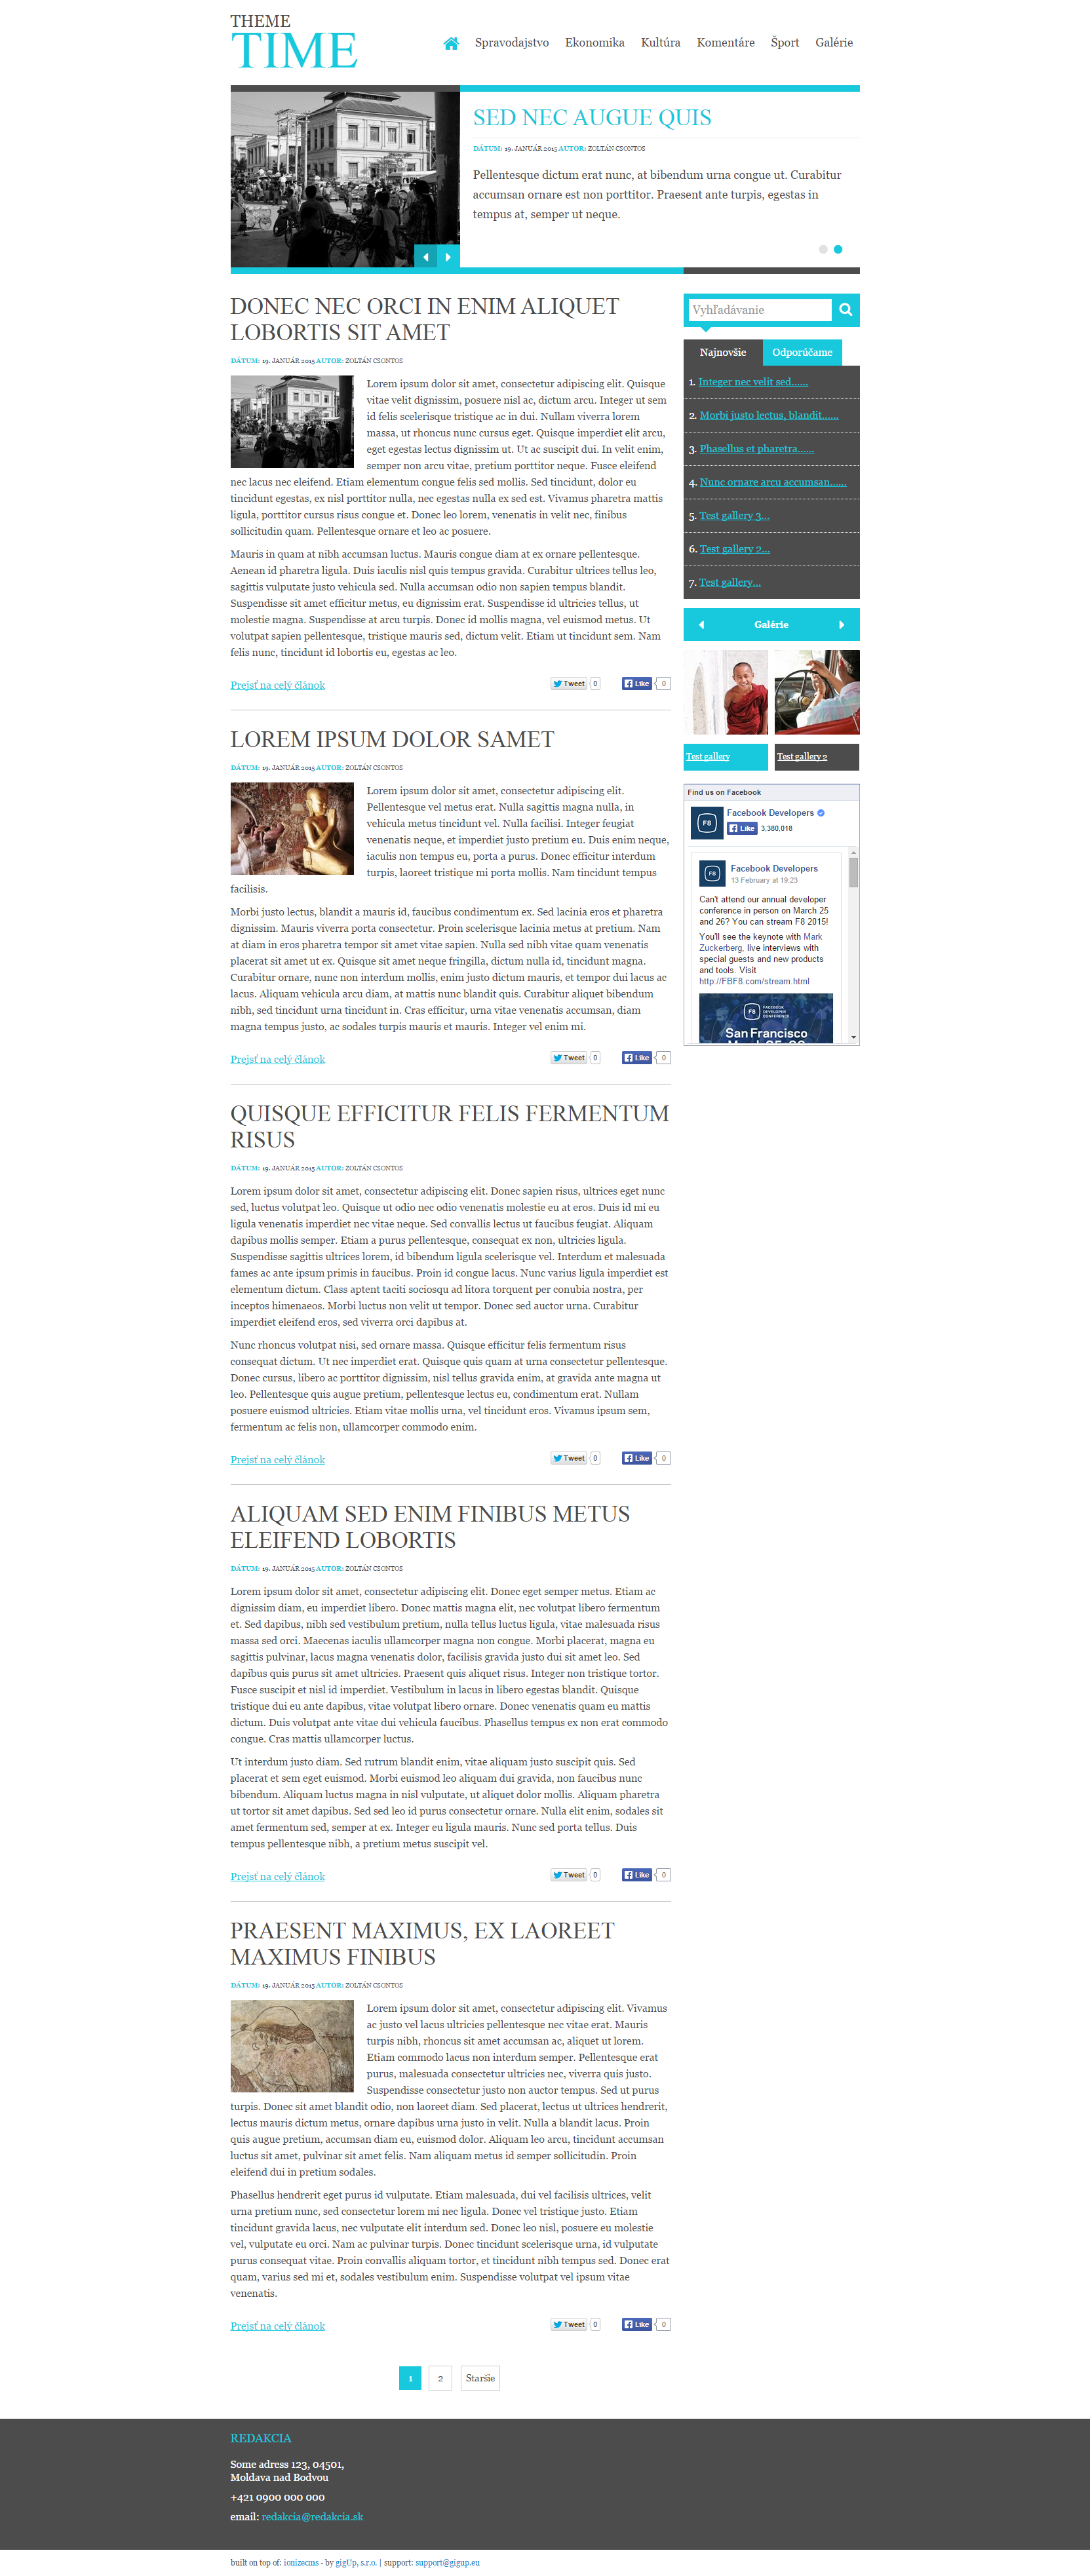 THEME
TIME
Spravodajstvo Ekonomika Kultúra Komentáre Šport Galérie
SED NEC AUGUE QUIS
DÁTUM: 19. JANUÁR 2015 AUTOR: ZOLTÁN CSONTOS
Pellentesque dictum erat nunc, at bibendum urna congue ut. Curabitur
accumsan ornare est non porttitor. Praesent ante turpis, egestas in
tempus at, semper ut neque.
DONEC NEC ORCI IN ENIM ALIQUET
LOBORTIS SIT AMET
DÁTUM: 19. JANUÁR 2015 AUTOR: ZOLTÁN CSONTOS
Lorem ipsum dolor sit amet, consectetur adipiscing elit. Quisque
vitae velit dignissim, posuere nisl ac, dictum arcu. Integer ut sem
id felis scelerisque tristique ac in dui. Nullam viverra lorem
massa, ut rhoncus nunc cursus eget. Quisque imperdiet elit arcu,
eget egestas lectus dignissim ut. Ut ac suscipit dui. In velit enim,
semper non arcu vitae, pretium porttitor neque. Fusce eleifend
nec lacus nec eleifend. Etiam elementum congue felis sed mollis. Sed tincidunt, dolor eu
tincidunt egestas, ex nisl porttitor nulla, nec egestas nulla ex sed est. Vivamus pharetra mattis
ligula, porttitor cursus risus congue et. Donec leo lorem, venenatis in velit nec, finibus
sollicitudin quam. Pellentesque ornare et leo ac posuere.
Mauris in quam at nibh accumsan luctus. Mauris congue diam at ex ornare pellentesque.
Aenean id pharetra ligula. Duis iaculis nisl quis tempus gravida. Curabitur ultrices tellus leo,
sagittis vulputate justo vehicula sed. Nulla accumsan odio non sapien tempus blandit.
Suspendisse sit amet efficitur metus, eu dignissim erat. Suspendisse id ultricies tellus, ut
molestie magna. Suspendisse at arcu turpis. Donec id mollis magna, vel euismod metus. Ut
volutpat sapien pellentesque, tristique mauris sed, dictum velit. Etiam ut tincidunt sem. Nam
felis nunc, tincidunt id lobortis eu, egestas ac leo.
Prejsť na celý článok Tweet 0 Like 0
LOREM IPSUM DOLOR SAMET
DÁTUM: 19. JANUÁR 2015 AUTOR: ZOLTÁN CSONTOS
Lorem ipsum dolor sit amet, consectetur adipiscing elit.
Pellentesque vel metus erat. Nulla sagittis magna nulla, in
vehicula metus tincidunt vel. Nulla facilisi. Integer feugiat
venenatis neque, et imperdiet justo pretium eu. Duis enim neque,
iaculis non tempus eu, porta a purus. Donec efficitur interdum
turpis, laoreet tristique mi porta mollis. Nam tincidunt tempus
facilisis.
Morbi justo lectus, blandit a mauris id, faucibus condimentum ex. Sed lacinia eros et pharetra
dignissim. Mauris viverra porta consectetur. Proin scelerisque lacinia metus at pretium. Nam
at diam in eros pharetra tempor sit amet vitae sapien. Nulla sed nibh vitae quam venenatis
placerat sit amet ut ex. Quisque sit amet neque fringilla, dictum nulla id, tincidunt magna.
Curabitur ornare, nunc non interdum mollis, enim justo dictum mauris, et tempor dui lacus ac
lacus. Aliquam vehicula arcu diam, at mattis nunc blandit quis. Curabitur aliquet bibendum
nibh, sed tincidunt urna tincidunt in. Cras efficitur, urna vitae venenatis accumsan, diam
magna tempus justo, ac sodales turpis mauris et mauris. Integer vel enim mi.
Prejsť na celý článok Tweet 0 Like 0
QUISQUE EFFICITUR FELIS FERMENTUM
RISUS
DÁTUM: 19. JANUÁR 2015 AUTOR: ZOLTÁN CSONTOS
Lorem ipsum dolor sit amet, consectetur adipiscing elit. Donec sapien risus, ultrices eget nunc
sed, luctus volutpat leo. Quisque ut odio nec odio venenatis molestie eu at eros. Duis id mi eu
ligula venenatis imperdiet nec vitae neque. Sed convallis lectus ut faucibus feugiat. Aliquam
dapibus mollis semper. Etiam a purus pellentesque, consequat ex non, ultricies ligula.
Suspendisse sagittis ultrices lorem, id bibendum ligula scelerisque vel. Interdum et malesuada
fames ac ante ipsum primis in faucibus. Proin id congue lacus. Nunc varius ligula imperdiet est
elementum dictum. Class aptent taciti sociosqu ad litora torquent per conubia nostra, per
inceptos himenaeos. Morbi luctus non velit ut tempor. Donec sed auctor urna. Curabitur
imperdiet eleifend eros, sed viverra orci dapibus at.
Nunc rhoncus volutpat nisi, sed ornare massa. Quisque efficitur felis fermentum risus
consequat dictum. Ut nec imperdiet erat. Quisque quis quam at urna consectetur pellentesque.
Donec cursus, libero ac porttitor dignissim, nisl tellus gravida enim, at gravida ante magna ut
leo. Pellentesque quis augue pretium, pellentesque lectus eu, condimentum erat. Nullam
posuere euismod ultricies. Etiam vitae mollis urna, vel tincidunt eros. Vivamus ipsum sem,
fermentum ac felis non, ullamcorper commodo enim.
Prejsť na celý článok Tweet 0 Like 0
ALIQUAM SED ENIM FINIBUS METUS
ELEIFEND LOBORTIS
DÁTUM: 19. JANUÁR 2015 AUTOR: ZOLTÁN CSONTOS
Lorem ipsum dolor sit amet, consectetur adipiscing elit. Donec eget semper metus. Etiam ac
dignissim diam, eu imperdiet libero. Donec mattis magna elit, nec volutpat libero fermentum
et. Sed dapibus, nibh sed vestibulum pretium, nulla tellus luctus ligula, vitae malesuada risus
massa sed orci. Maecenas iaculis ullamcorper magna non congue. Morbi placerat, magna eu
sagittis pulvinar, lacus magna venenatis dolor, facilisis gravida justo dui sit amet leo. Sed
dapibus quis purus sit amet ultricies. Praesent quis aliquet risus. Integer non tristique tortor.
Fusce suscipit et nisl id imperdiet. Vestibulum in lacus in libero egestas blandit. Quisque
tristique dui eu ante dapibus, vitae volutpat libero ornare. Donec venenatis quam eu mattis
dictum. Duis volutpat ante vitae dui vehicula faucibus. Phasellus tempus ex non erat commodo
congue. Cras mattis ullamcorper luctus.
Ut interdum justo diam. Sed rutrum blandit enim, vitae aliquam justo suscipit quis. Sed
placerat et sem eget euismod. Morbi euismod leo aliquam dui gravida, non faucibus nunc
bibendum. Aliquam luctus magna in nisl vulputate, ut aliquet dolor mollis. Aliquam pharetra
ut tortor sit amet dapibus. Sed sed leo id purus consectetur ornare. Nulla elit enim, sodales sit
amet fermentum sed, semper at ex. Integer eu ligula mauris. Nunc sed porta tellus. Duis
tempus pellentesque nibh, a pretium metus suscipit vel.
Prejsť na celý článok Tweet 0 Like 0
PRAESENT MAXIMUS, EX LAOREET
MAXIMUS FINIBUS
DÁTUM: 19. JANUÁR 2015 AUTOR: ZOLTÁN CSONTOS
Lorem ipsum dolor sit amet, consectetur adipiscing elit. Vivamus
ac justo vel lacus ultricies pellentesque nec vitae erat. Mauris
turpis nibh, rhoncus sit amet accumsan ac, aliquet ut lorem.
Etiam commodo lacus non interdum semper. Pellentesque erat
purus, malesuada consectetur ultricies nec, viverra quis justo.
Suspendisse consectetur justo non auctor tempus. Sed ut purus
turpis. Donec sit amet blandit odio, non laoreet diam. Sed placerat, lectus ut ultrices hendrerit,
lectus mauris dictum metus, ornare dapibus urna justo in velit. Nulla a blandit lacus. Proin
quis augue pretium, accumsan diam eu, euismod dolor. Aliquam leo arcu, tincidunt accumsan
luctus sit amet, pulvinar sit amet felis. Nam aliquam metus id semper sollicitudin. Proin
eleifend dui in pretium sodales.
Phasellus hendrerit eget purus id vulputate. Etiam malesuada, dui vel facilisis ultrices, velit
urna pretium nunc, sed consectetur lorem mi nec ligula. Donec vel tristique justo. Etiam
tincidunt gravida lacus, nec vulputate elit interdum sed. Donec leo nisl, posuere eu molestie
vel, vulputate eu orci. Nam ac pulvinar turpis. Donec tincidunt scelerisque urna, id vulputate
purus consequat vitae. Proin convallis aliquam tortor, et tincidunt nibh tempus sed. Donec erat
quam, varius sed mi et, sodales vestibulum enim. Suspendisse volutpat vel ipsum vitae
venenatis.
Prejsť na celý článok Tweet 0 Like 0
1 2 Staršie
Vyhľadávanie
Najnovšie Odporúčame
1. Integer nec velit sed......
2. Morbi justo lectus, blandit......
3. Phasellus et pharetra......
4. Nunc ornare arcu accumsan......
5. Test gallery 3...
6. Test gallery 2...
7. Test gallery...
Galérie
Test gallery Test gallery 2
Find us on Facebook
Facebook Developers
Like 3,380,018
F8
Facebook Developers
13 February at 19:23
F8
Can't attend our annual developer
conference in person on March 25
and 26? You can stream F8 2015!
You'll see the keynote with Mark
Zuckerberg, live interviews with
special guests and new products
and tools. Visit
http://FBF8.com/stream.html
F8 FACEBOOK
DEVELOPER
CONFERENCE
San Francisco
March 25+26
REDAKCIA
Some adress 123, 04501,
Moldava nad Bodvou
+421 0900 000 000
email: redakcia@redakcia.sk
built on top of: ionizecms - by gigUp, s.r.o. | support: support@gigup.eu